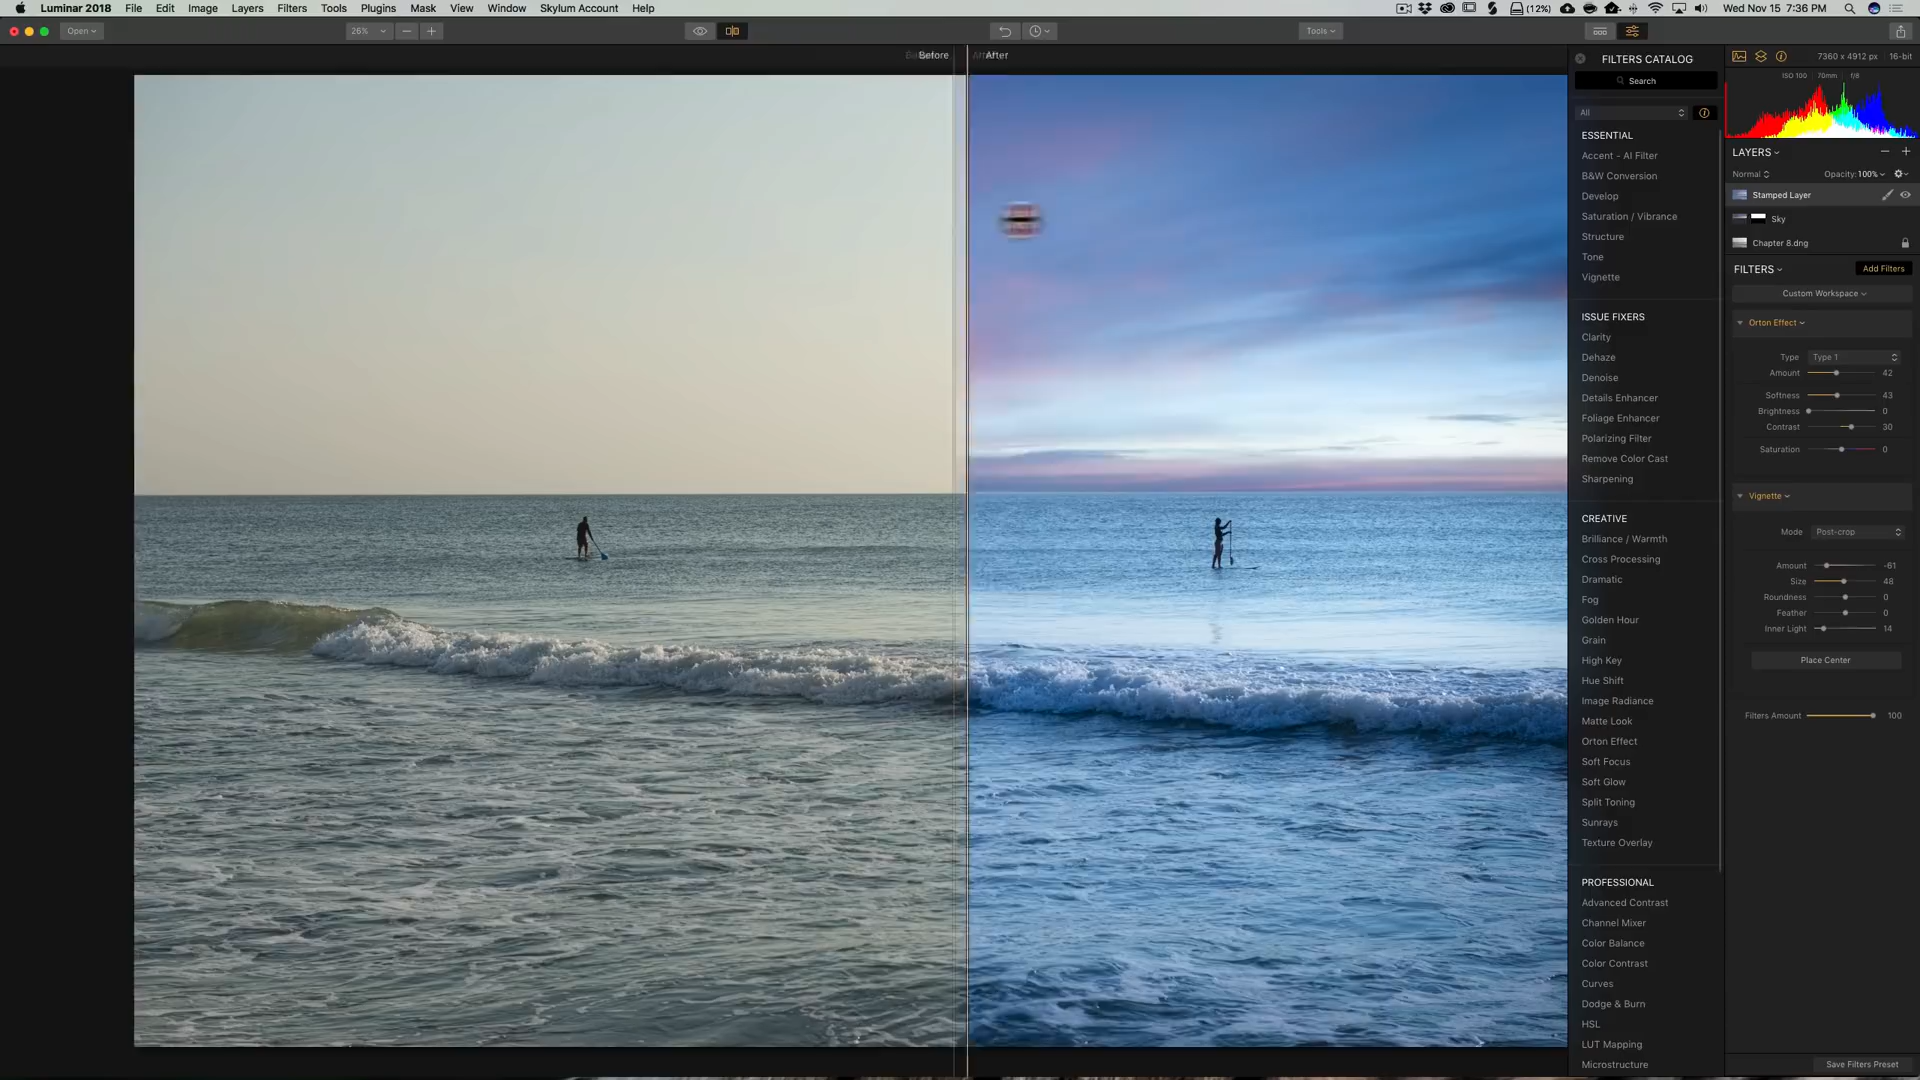 Luminar 2018 File Edit Image Layers Filters Tools Plugins Mask View Window Skylum Account Help (12%) Wed Nov 15 7:36 PM
Open 26% Tools
Before After
FILTERS CATALOG
Search
All
ESSENTIAL
Accent - AI Filter
B&W Conversion
Develop
Saturation / Vibrance
Structure
Tone
Vignette
ISSUE FIXERS
Clarity
Dehaze
Denoise
Details Enhancer
Foliage Enhancer
Polarizing Filter
Remove Color Cast
Sharpening
CREATIVE
Brilliance / Warmth
Cross Processing
Dramatic
Fog
Golden Hour
Grain
High Key
Hue Shift
Image Radiance
Matte Look
Orton Effect
Soft Focus
Soft Glow
Split Toning
Sunrays
Texture Overlay
PROFESSIONAL
Advanced Contrast
Channel Mixer
Color Balance
Color Contrast
Curves
Dodge & Burn
HSL
LUT Mapping
Microstructure
7360 x 4912 px 16-bit
ISO 100 70mm f/8
LAYERS
Normal Opacity: 100%
Stamped Layer
Sky
Chapter 8.dng
FILTERS Add Filters
Custom Workspace
Orton Effect
Type Type 1
Amount 42
Softness 43
Brightness 0
Contrast 30
Saturation 0
Vignette
Mode Post-crop
Amount -61
Size 48
Roundness 0
Feather 0
Inner Light 14
Place Center
Filters Amount 100
Save Filters Preset